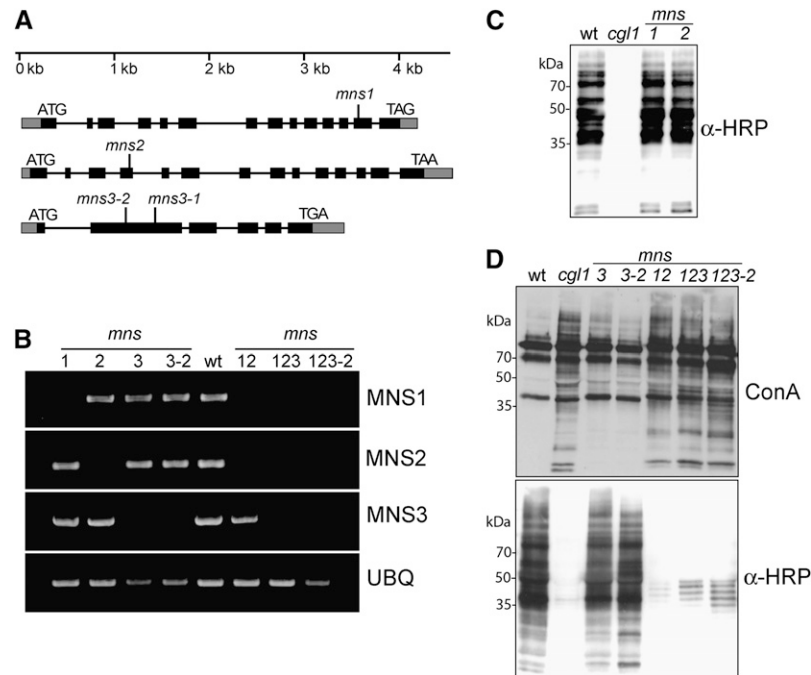 A
0 kb 1 kb 2 kb 3 kb 4 kb
mns1
ATG TAG
mns2
ATG TAA
mns3-2 mns3-1
ATG TGA
B
mns mns
1 2 3 3-2 wt 12 123 123-2
MNS1
MNS2
MNS3
UBQ
C
mns
wt cgl1 1 2
kDa
70-
50-
35-
α-HRP
D
mns
wt cgl1 3 3-2 12 123 123-2
kDa
70-
50-
35-
ConA
kDa
70-
50-
35-
α-HRP